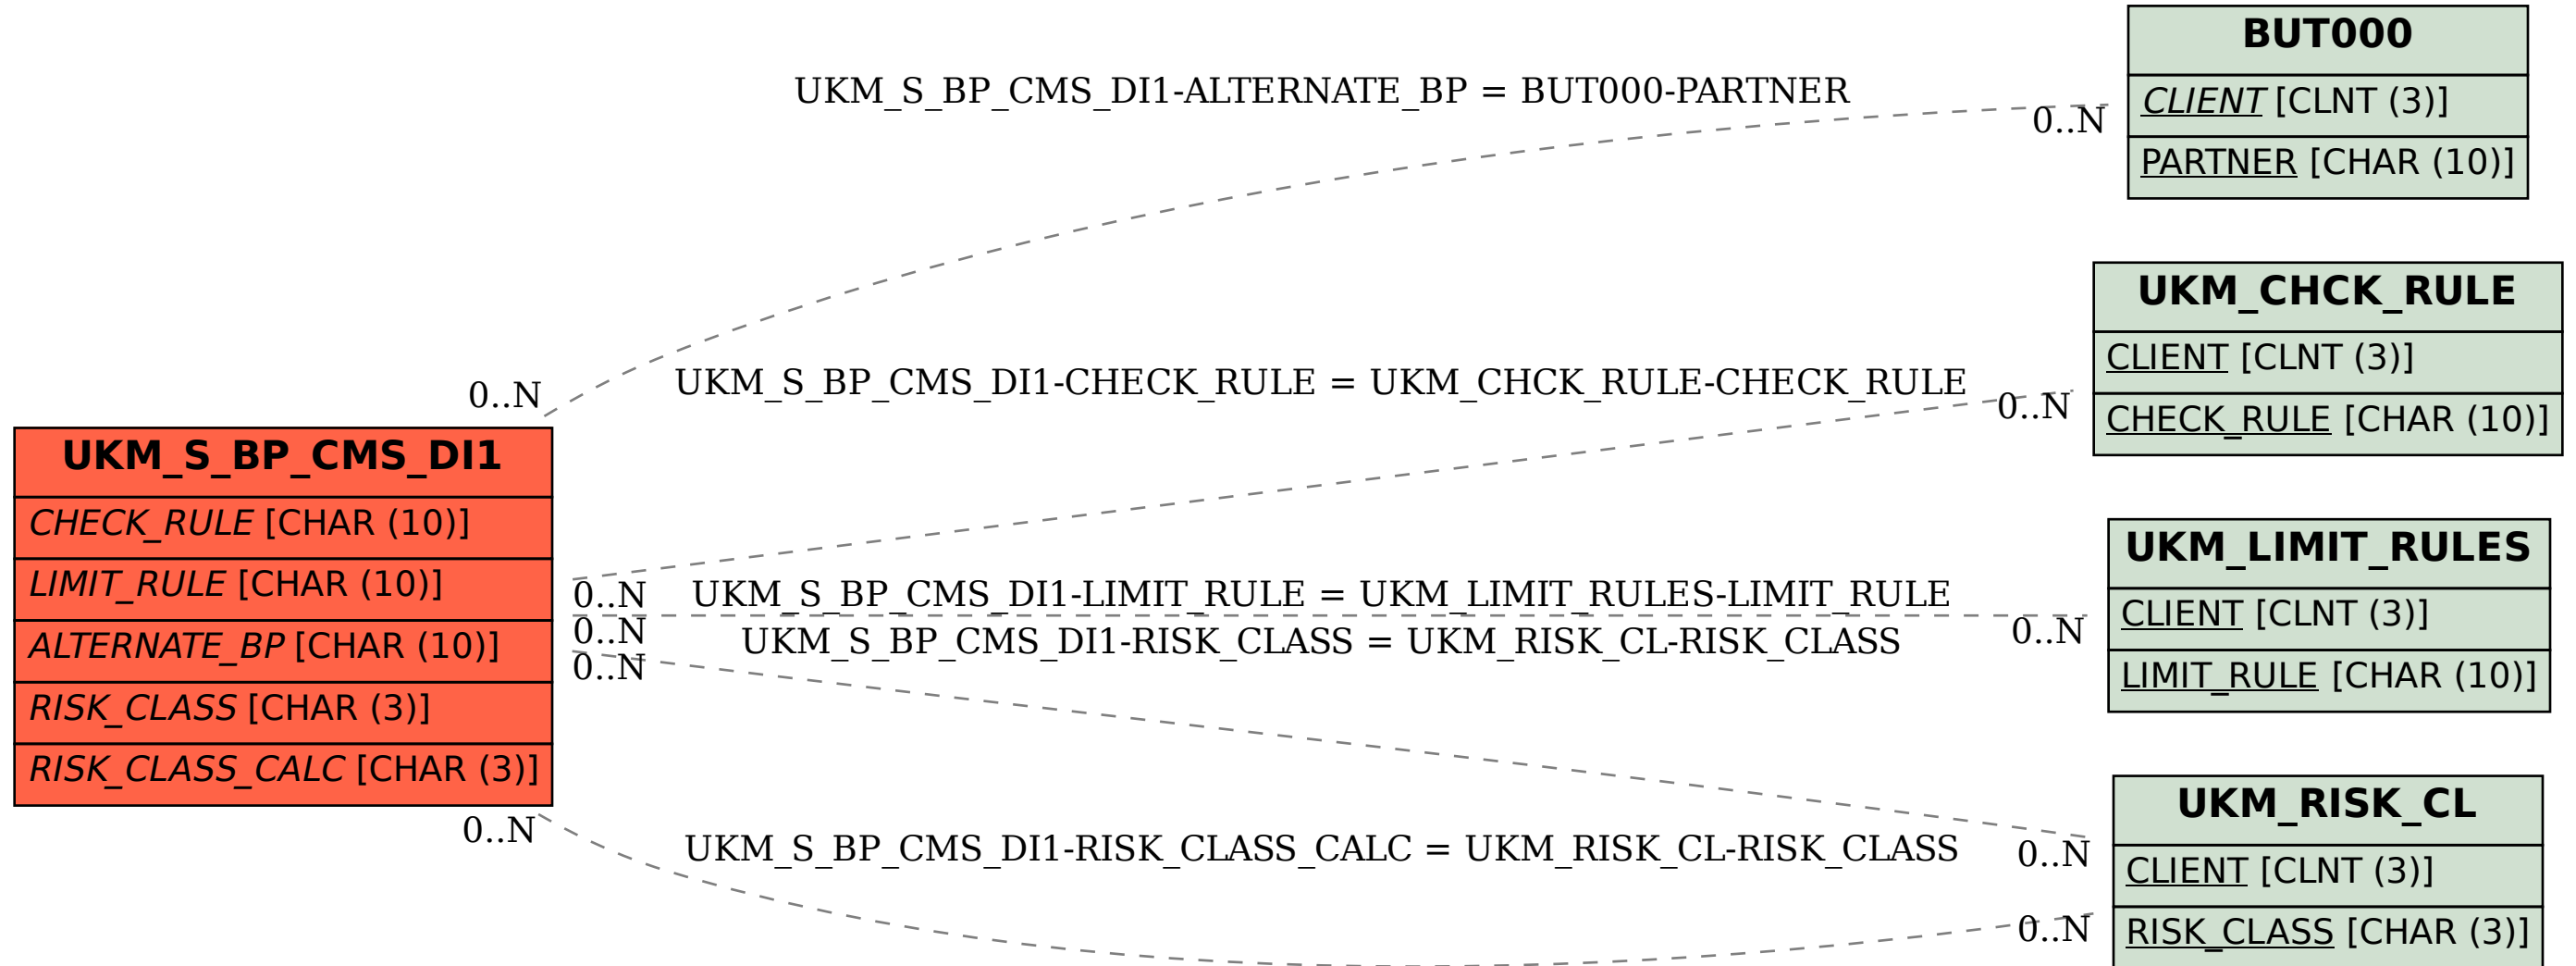 BUT000
CLIENT [CLNT (3)]
PARTNER [CHAR (10)]
UKM_S_BP_CMS_DI1-ALTERNATE_BP = BUT000-PARTNER
0..N
0..N
UKM_CHCK_RULE
CLIENT [CLNT (3)]
CHECK_RULE [CHAR (10)]
UKM_S_BP_CMS_DI1-CHECK_RULE = UKM_CHCK_RULE-CHECK_RULE
0..N
0..N
UKM_S_BP_CMS_DI1
CHECK_RULE [CHAR (10)]
LIMIT_RULE [CHAR (10)]
ALTERNATE_BP [CHAR (10)]
RISK_CLASS [CHAR (3)]
RISK_CLASS_CALC [CHAR (3)]
UKM_LIMIT_RULES
CLIENT [CLNT (3)]
LIMIT_RULE [CHAR (10)]
UKM_S_BP_CMS_DI1-LIMIT_RULE = UKM_LIMIT_RULES-LIMIT_RULE
0..N
0..N
UKM_S_BP_CMS_DI1-RISK_CLASS = UKM_RISK_CL-RISK_CLASS
0..N
0..N
UKM_RISK_CL
CLIENT [CLNT (3)]
RISK_CLASS [CHAR (3)]
UKM_S_BP_CMS_DI1-RISK_CLASS_CALC = UKM_RISK_CL-RISK_CLASS
0..N
0..N